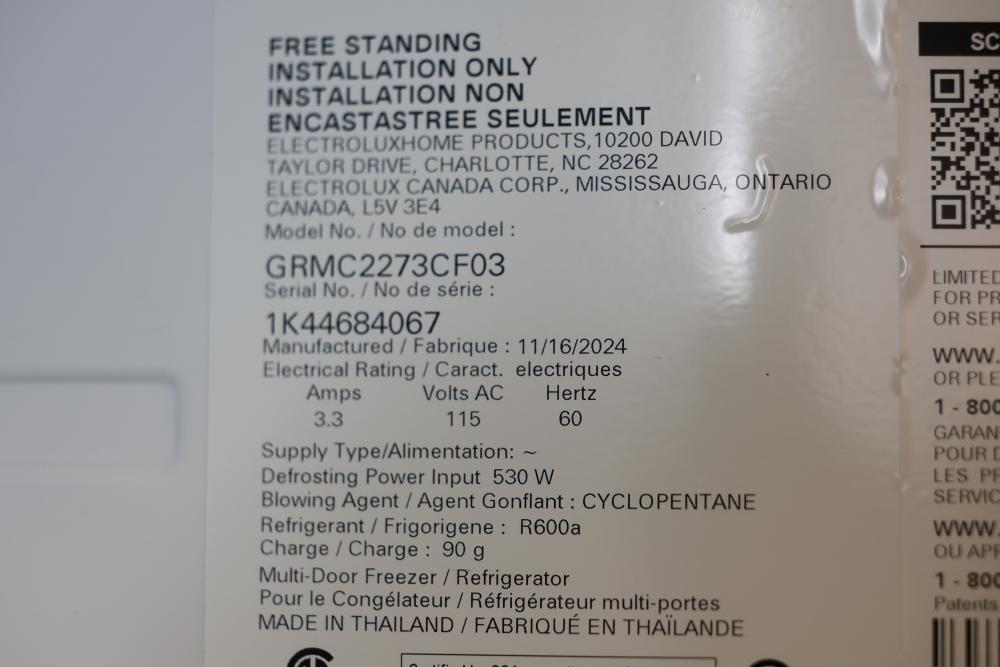 FREE STANDING
INSTALLATION ONLY
INSTALLATION NON
ENCASTASTREE SEULEMENT
ELECTROLUXHOME PRODUCTS,10200 DAVID
TAYLOR DRIVE, CHARLOTTE, NC 28262
ELECTROLUX CANADA CORP., MISSISSAUGA, ONTARIO
CANADA, L5V 3E4
Model No. / No de model :
GRMC2273CF03
Serial No. / No de série :
1K44684067
Manufactured / Fabrique : 11/16/2024
Electrical Rating / Caract. electriques
Amps Volts AC Hertz
3.3 115 60
Supply Type/Alimentation: ~
Defrosting Power Input 530 W
Blowing Agent / Agent Gonflant : CYCLOPENTANE
Refrigerant / Frigorigene : R600a
Charge / Charge : 90 g
Multi-Door Freezer / Refrigerator
Pour le Congélateur / Réfrigérateur multi-portes
MADE IN THAILAND / FABRIQUÉ EN THAÏLANDE
SC
LIMITED
FOR PR
OR SER
WWW.
OR PLE
1 - 800
GARAN
POUR D
LES PR
SERVIC
WWW.
OU APP
1 - 800
Patents